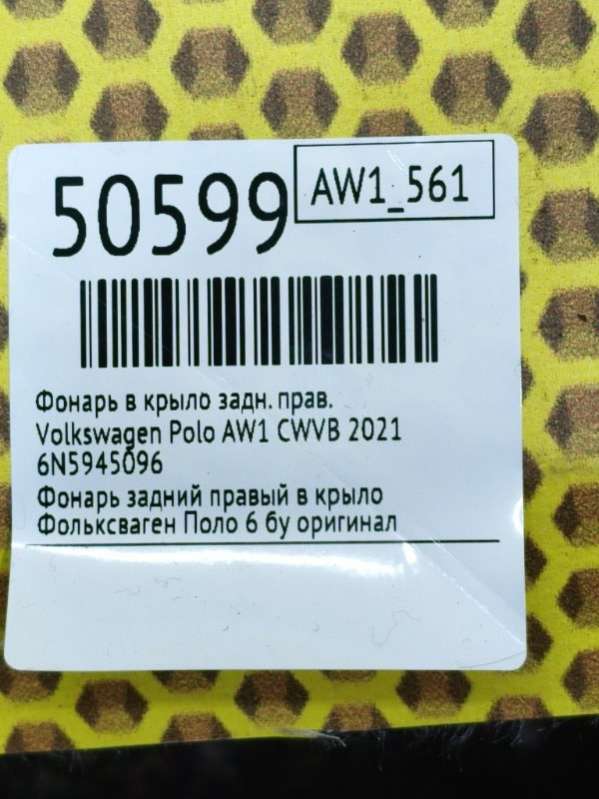 50599
AW1_561
Фонарь в крыло задн. прав.
Volkswagen Polo AW1 CWVB 2021
6N5945096
Фонарь задний правый в крыло
Фольксваген Поло 6 бу оригинал